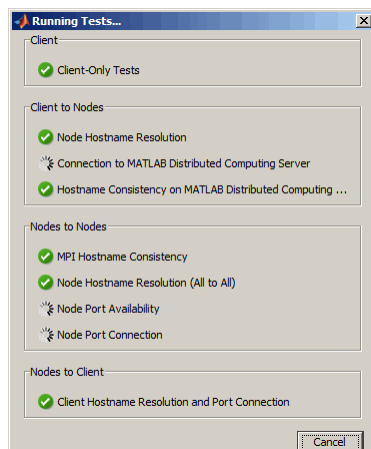 Running Tests...
Client
Client-Only Tests
Client to Nodes
Node Hostname Resolution
Connection to MATLAB Distributed Computing Server
Hostname Consistency on MATLAB Distributed Computing ...
Nodes to Nodes
MPI Hostname Consistency
Node Hostname Resolution (All to All)
Node Port Availability
Node Port Connection
Nodes to Client
Client Hostname Resolution and Port Connection
Cancel